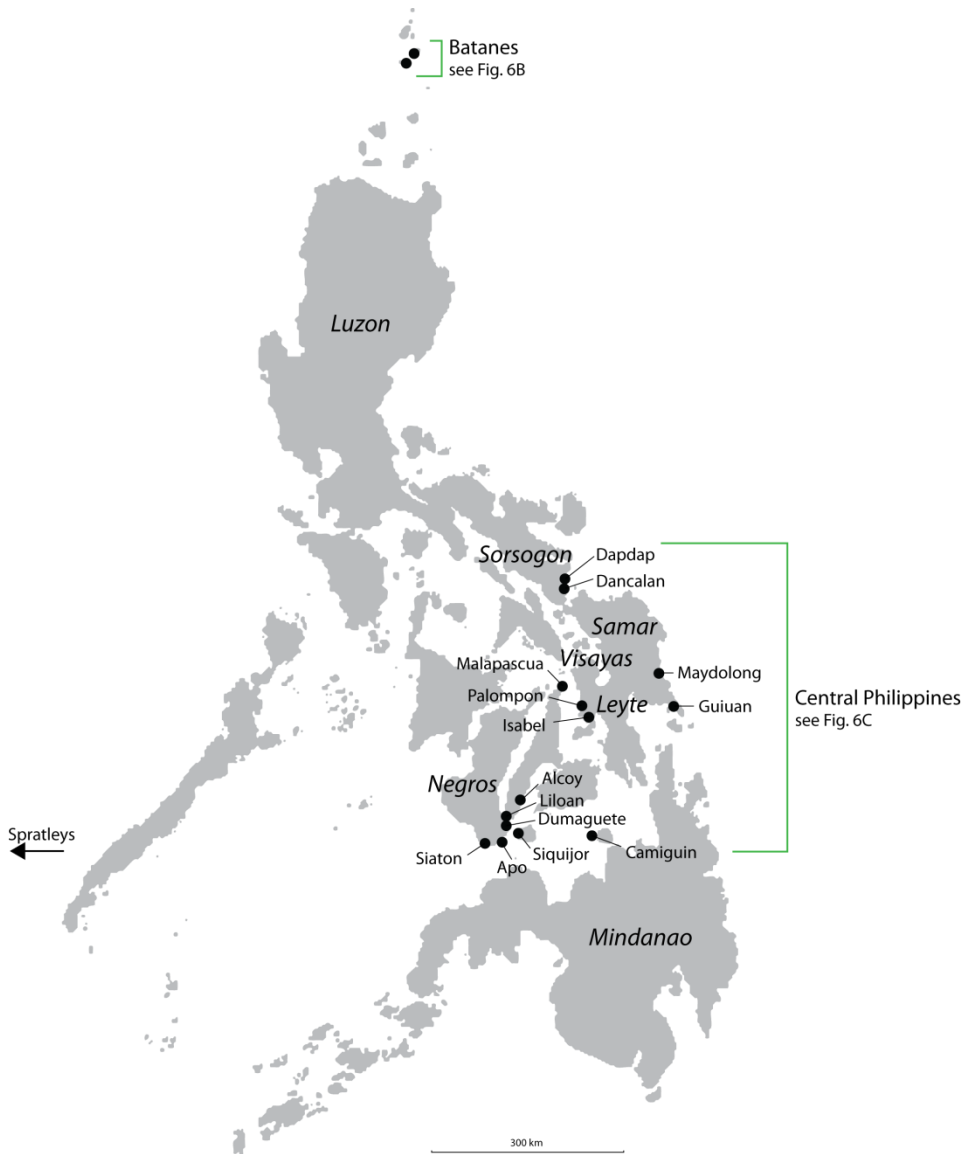 Batanes
see Fig. 6B
Luzon
Sorsogon
Dapdap
Dancalan
Samar
Visayas
Malapascua
Maydolong
Palompon
Leyte
Guiuan
Isabel
Central Philippines
see Fig. 6C
Negros
Alcoy
Liloan
Dumaguete
Spratleys
Siquijor
Camiguin
Siaton
Apo
Mindanao
300 km